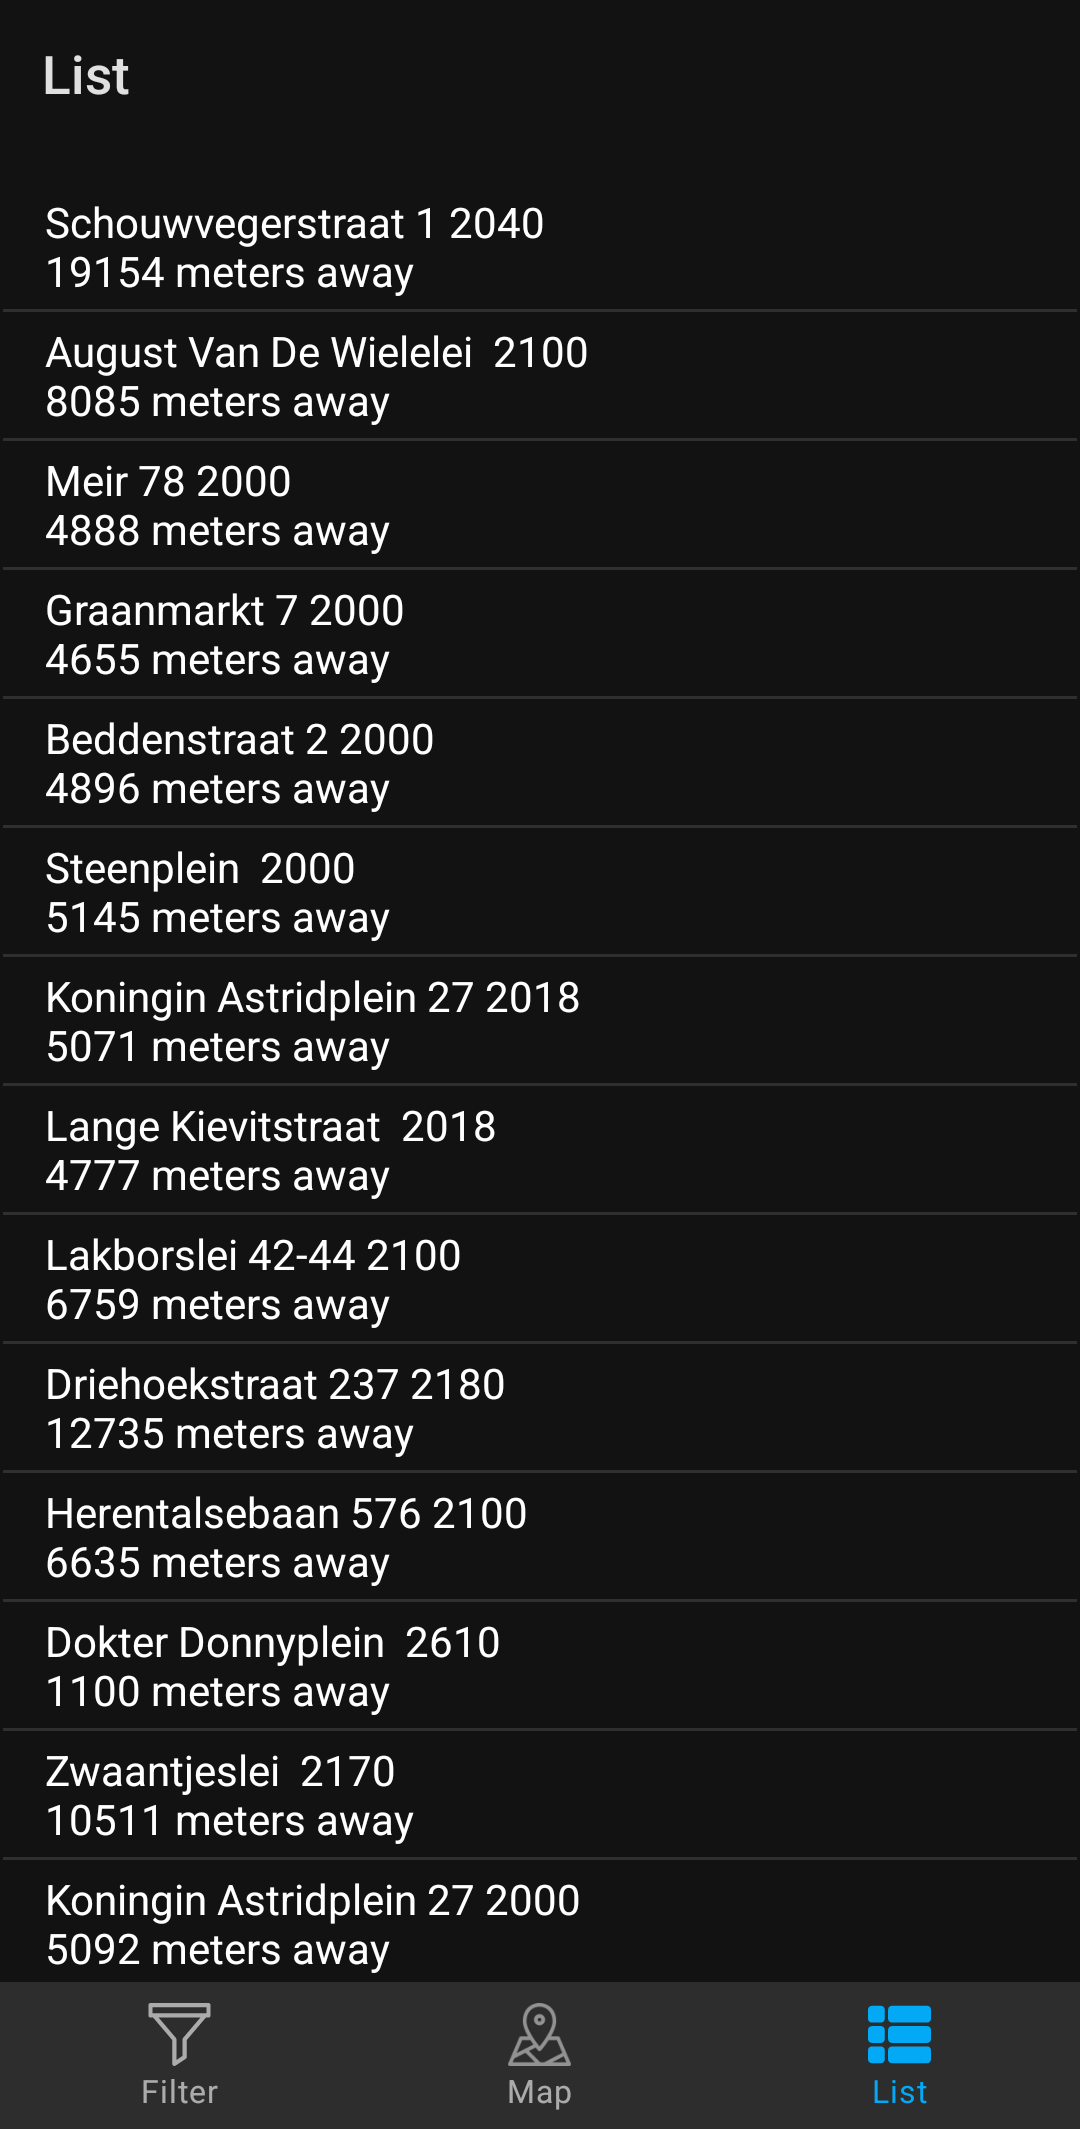 List
Schouwvegerstraat 1 2040
19154 meters away
August Van De Wielelei  2100
8085 meters away
Meir 78 2000
4888 meters away
Graanmarkt 7 2000
4655 meters away
Beddenstraat 2 2000
4896 meters away
Steenplein  2000
5145 meters away
Koningin Astridplein 27 2018
5071 meters away
Lange Kievitstraat  2018
4777 meters away
Lakborslei 42-44 2100
6759 meters away
Driehoekstraat 237 2180
12735 meters away
Herentalsebaan 576 2100
6635 meters away
Dokter Donnyplein  2610
1100 meters away
Zwaantjeslei  2170
10511 meters away
Koningin Astridplein 27 2000
5092 meters away
Filter
Map
List